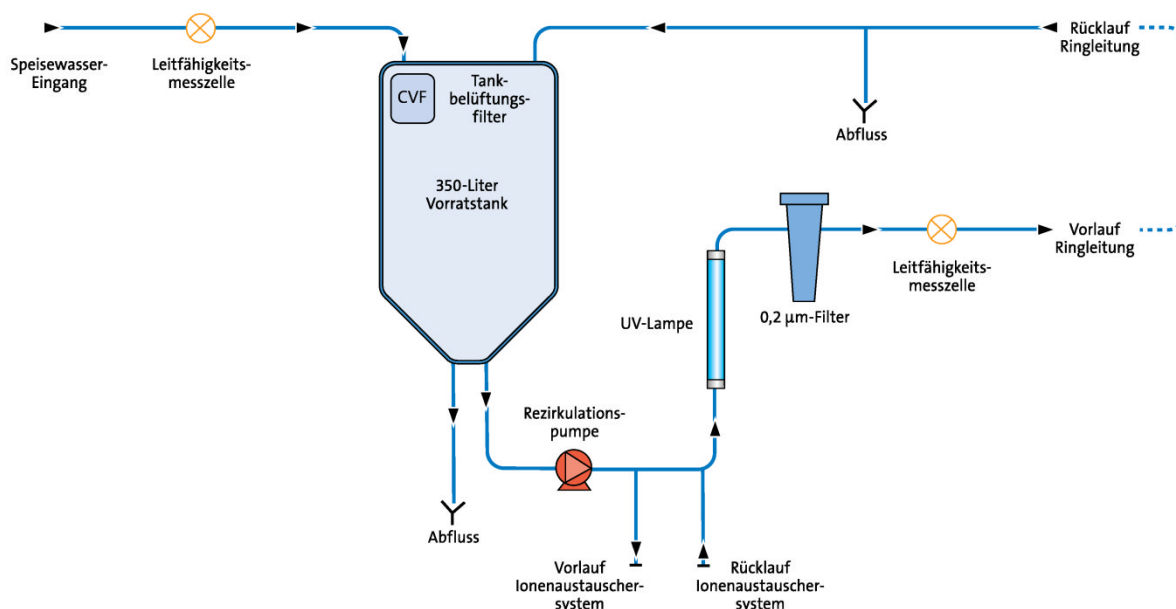 Speisewasser-
Eingang
Leitfähigkeits-
messzelle
CVF
Tank-
belüftungs-
filter
350-Liter
Vorratstank
Rücklauf
Ringleitung
Abfluss
Vorlauf
Ringleitung
Leitfähigkeits-
messzelle
0,2 µm-Filter
UV-Lampe
Rezirkulations-
pumpe
Abfluss
Vorlauf
Ionenaustauscher-
system
Rücklauf
Ionenaustauscher-
system